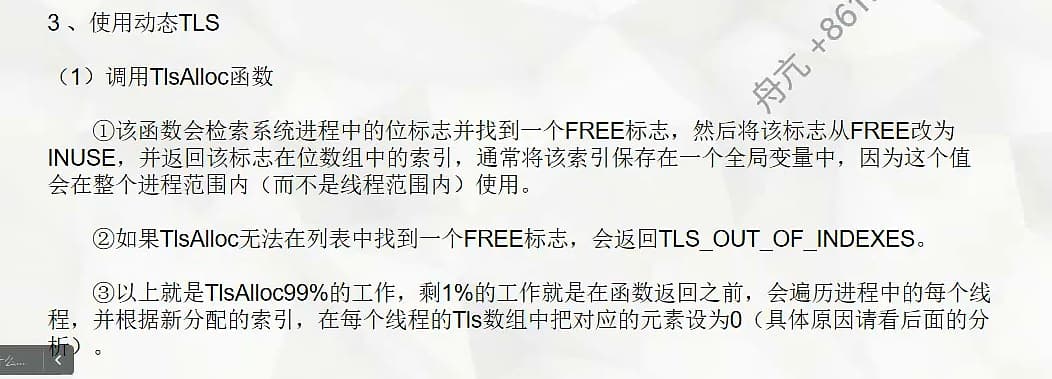 3 、使用动态TLS
（1）调用TlsAlloc函数
①该函数会检索系统进程中的位标志并找到一个FREE标志，然后将该标志从FREE改为
INUSE，并返回该标志在位数组中的索引，通常将该索引保存在一个全局变量中，因为这个值
会在整个进程范围内（而不是线程范围内）使用。
②如果TlsAlloc无法在列表中找到一个FREE标志，会返回TLS_OUT_OF_INDEXES。
③以上就是TlsAlloc99%的工作，剩1%的工作就是在函数返回之前，会遍历进程中的每个线
程，并根据新分配的索引，在每个线程的Tls数组中把对应的元素设为0（具体原因请看后面的分
析）。
舟亢 +861